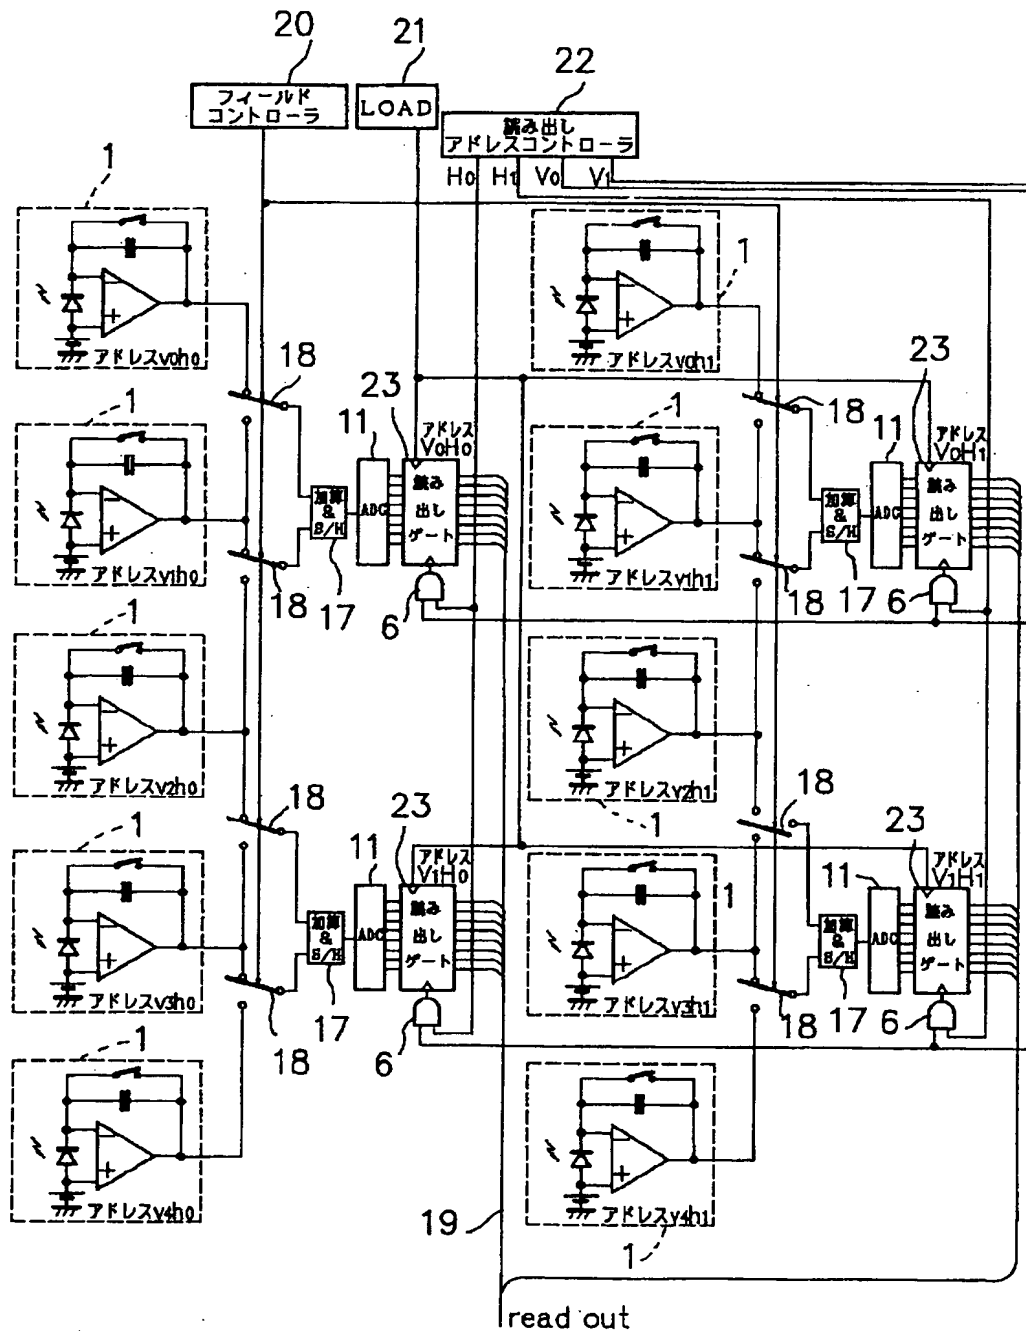 20
21
22
フィールド
コントローラ
LOAD
読み出し
アドレスコントローラ
H0 H1 V0 V1
1
アドレスv0h0
1
アドレスv0h1
18
23
11
アドレス
V0H0
読み
出し
ゲート
ADC
加算
&
S/H
17
6
18
1
アドレスv1h0
18
23
11
アドレス
V0H1
読み
出し
ゲート
ADC
加算
&
S/H
17
6
18
1
アドレスv1h1
1
アドレスv2h0
アドレスv2h1
1
18
23
11
アドレス
V1H0
読み
出し
ゲート
ADC
加算
&
S/H
17
6
18
1
アドレスv3h0
18
23
11
アドレス
V1H1
読み
出し
ゲート
ADC
加算
&
S/H
17
6
18
1
アドレスv3h1
1
アドレスv4h0
アドレスv4h1
1
19
read out